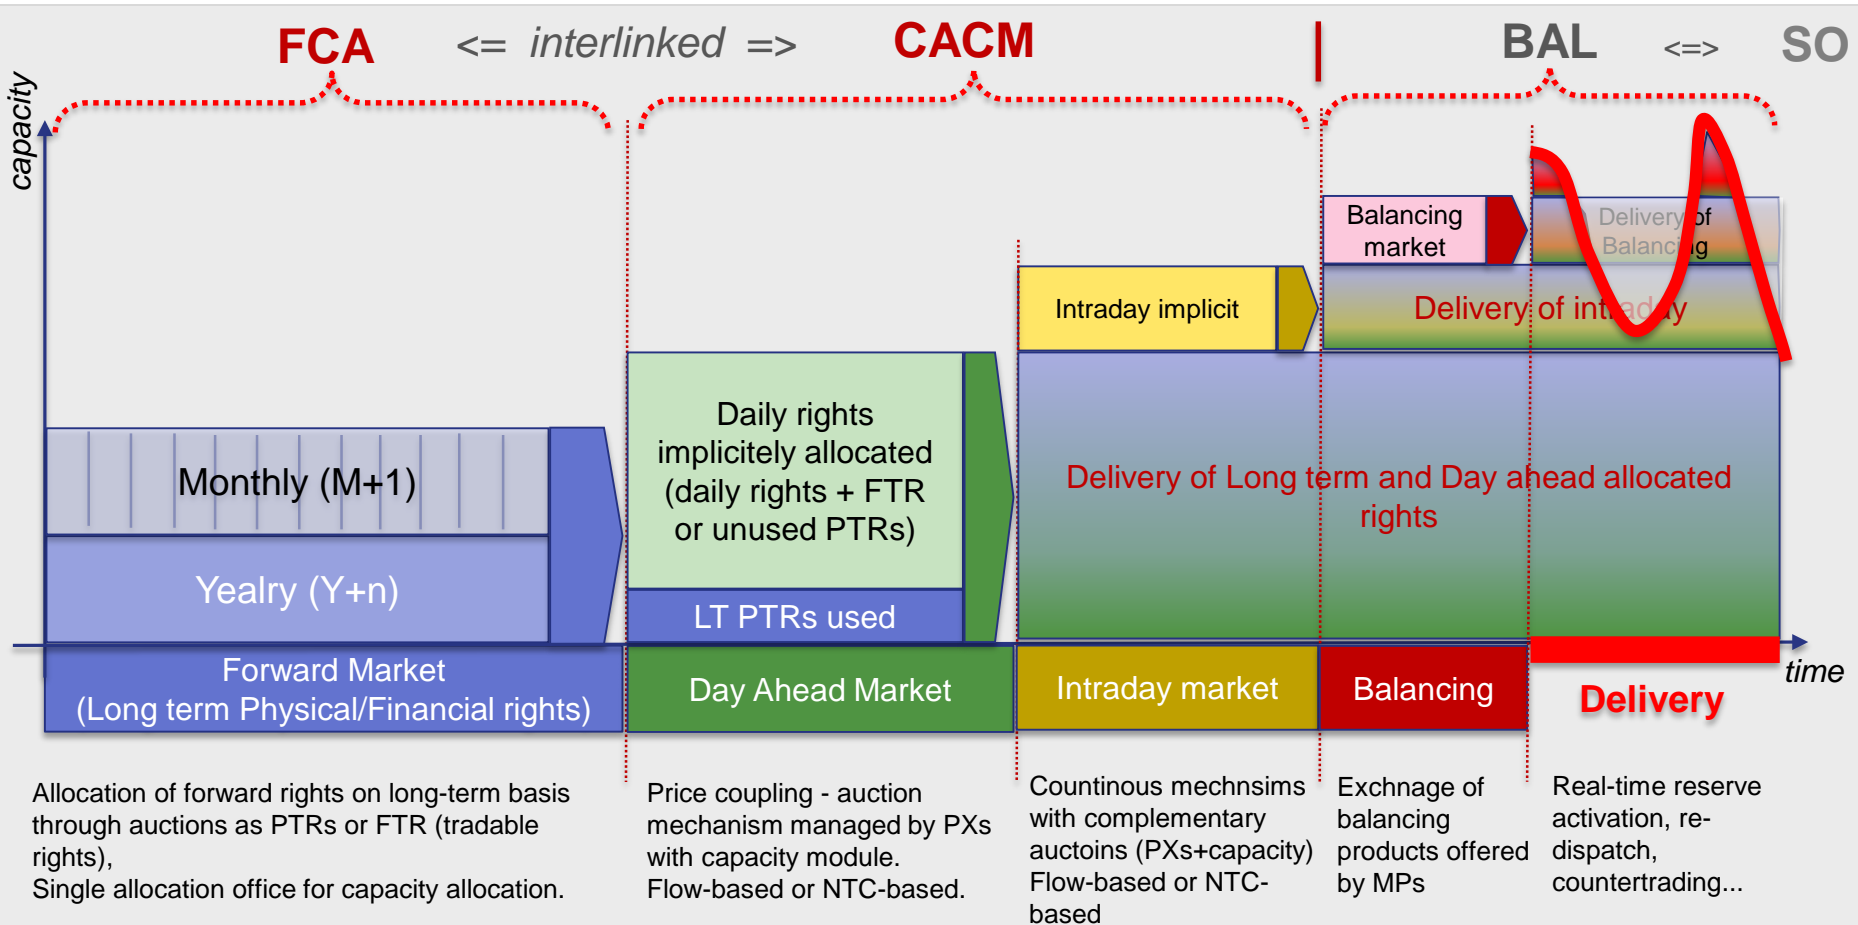 FCA <= interlinked => CACM BAL <=> SO
capacity
Balancing
market
Delivery of
Balancing
Intraday implicit
Delivery of intraday
Monthly (M+1)
Yealry (Y+n)
Daily rights
implicitely allocated
(daily rights + FTR
or unused PTRs)
LT PTRs used
Delivery of Long term and Day ahead allocated
rights
time
Forward Market
(Long term Physical/Financial rights)
Day Ahead Market
Intraday market
Balancing
Delivery
Allocation of forward rights on long-term basis
through auctions as PTRs or FTR (tradable
rights),
Single allocation office for capacity allocation.
Price coupling - auction
mechanism managed by PXs
with capacity module.
Flow-based or NTC-based.
Countinous mechnsims
with complementary
auctoins (PXs+capacity)
Flow-based or NTC-
based
Exchnage of
balancing
products offered
by MPs
Real-time reserve
activation, re-
dispatch,
countertrading...